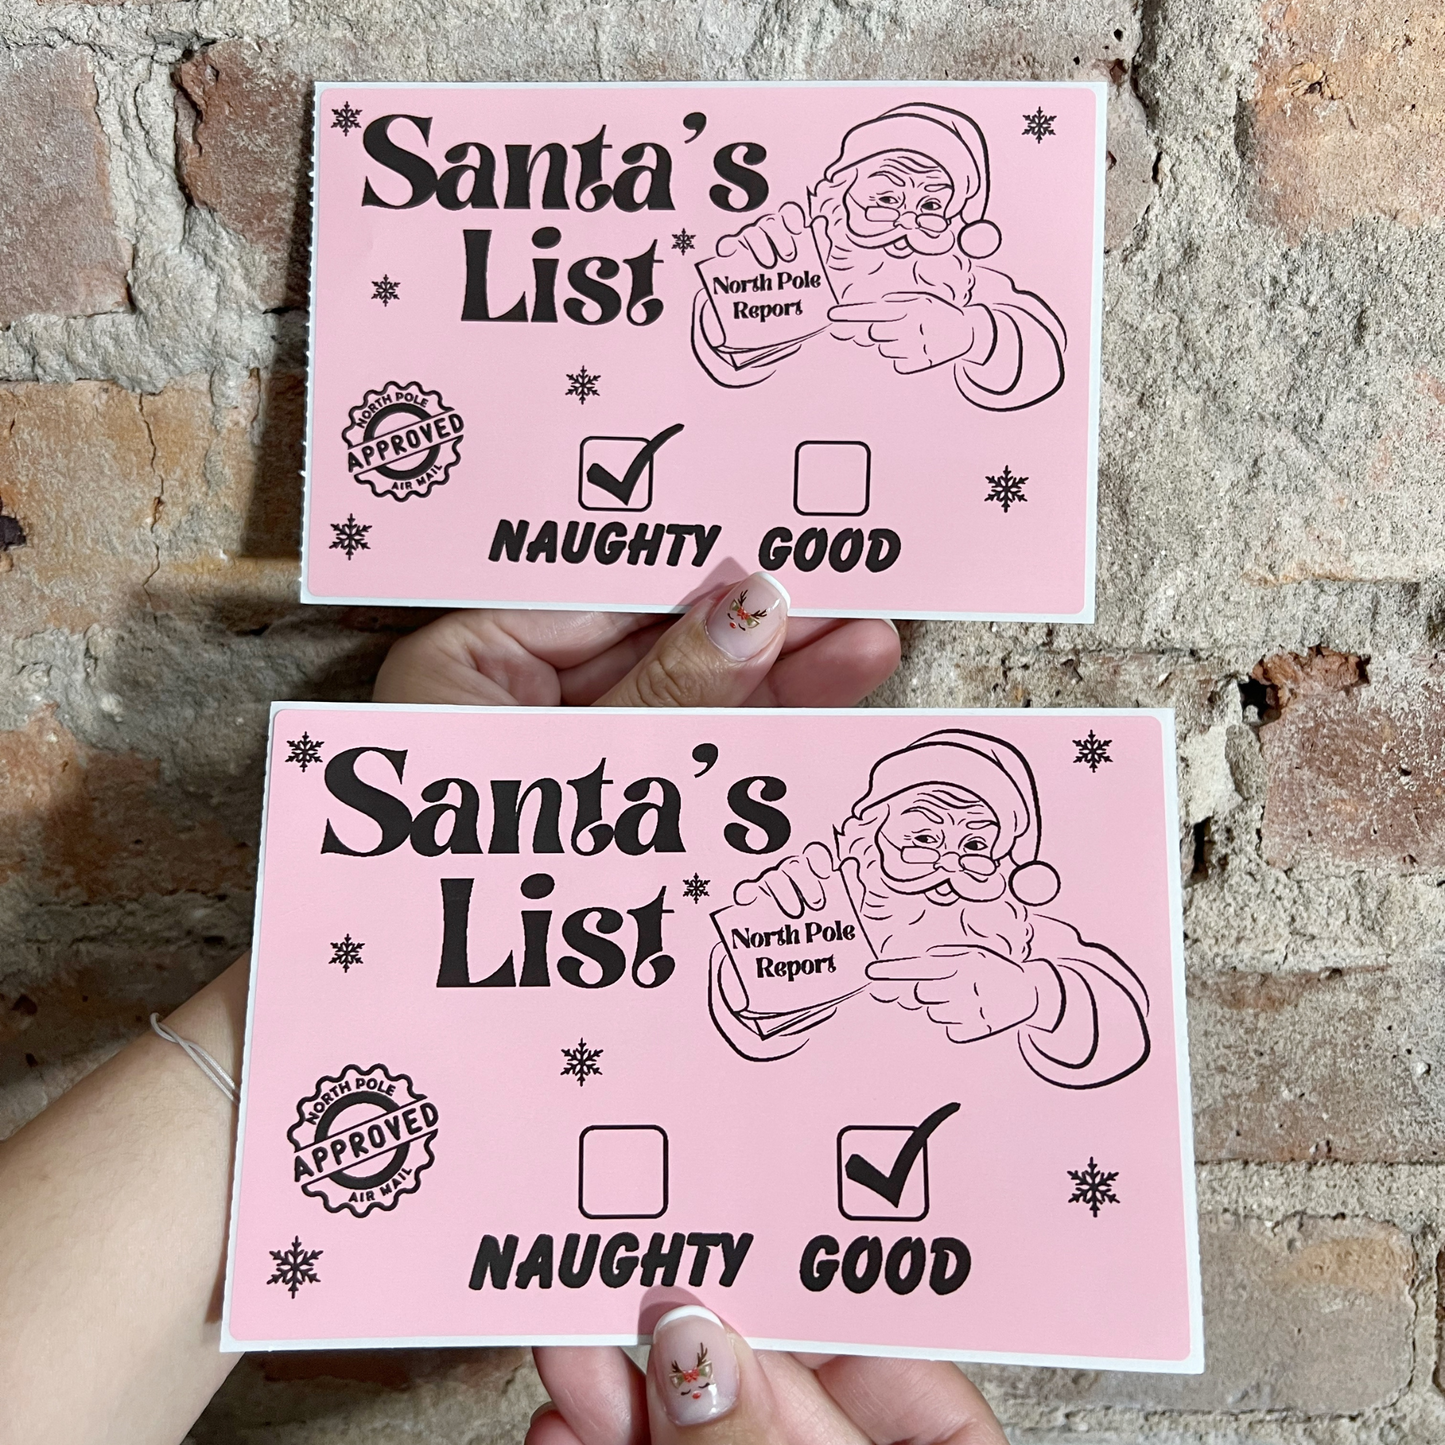 Santa's
List
North Pole
Report
NORTH POLE
APPROVED
AIR MAIL
NAUGHTY GOOD
Santa's
List
North Pole
Report
NORTH POLE
APPROVED
AIR MAIL
NAUGHTY GOOD